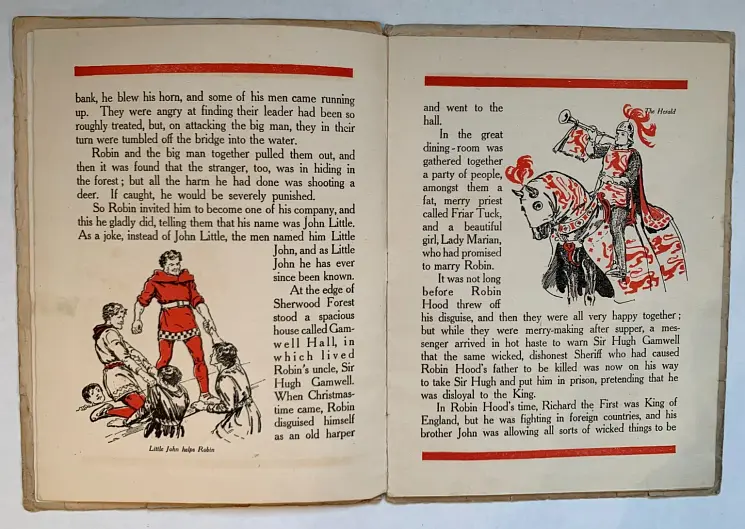 bank, he blew his horn, and some of his men came running
up. They were angry at finding their leader had been so
roughly treated, but, on attacking the big man, they in their
turn were tumbled off the bridge into the water.
Robin and the big man together pulled them out, and
then it was found that the stranger, too, was in hiding in
the forest; but all the harm he had done was shooting a
deer. If caught, he would be severely punished.
So Robin invited him to become one of his company, and
this he gladly did, telling them that his name was John Little.
As a joke, instead of John Little, the men named him Little
John, and as Little
John he has ever
since been known.
At the edge of
Sherwood Forest
stood a spacious
house called Gam-
well Hall, in
which lived
Robin's uncle, Sir
Hugh Gamwell.
When Christmas-
time came, Robin
disguised himself
as an old harper
Little John helps Robin
and went to the
hall.
In the great
dining-room was
gathered together
a party of people,
amongst them a
fat, merry priest
called Friar Tuck,
and a beautiful
girl, Lady Marian,
who had promised
to marry Robin.
It was not long
before Robin
Hood threw off
his disguise, and then they were all very happy together;
but while they were merry-making after supper, a mes-
senger arrived in hot haste to warn Sir Hugh Gamwell
that the same wicked, dishonest Sheriff who had caused
Robin Hood's father to be killed was now on his way
to take Sir Hugh and put him in prison, pretending that he
was disloyal to the King.
In Robin Hood's time, Richard the First was King of
England, but he was fighting in foreign countries, and his
brother John was allowing all sorts of wicked things to be
The Herald